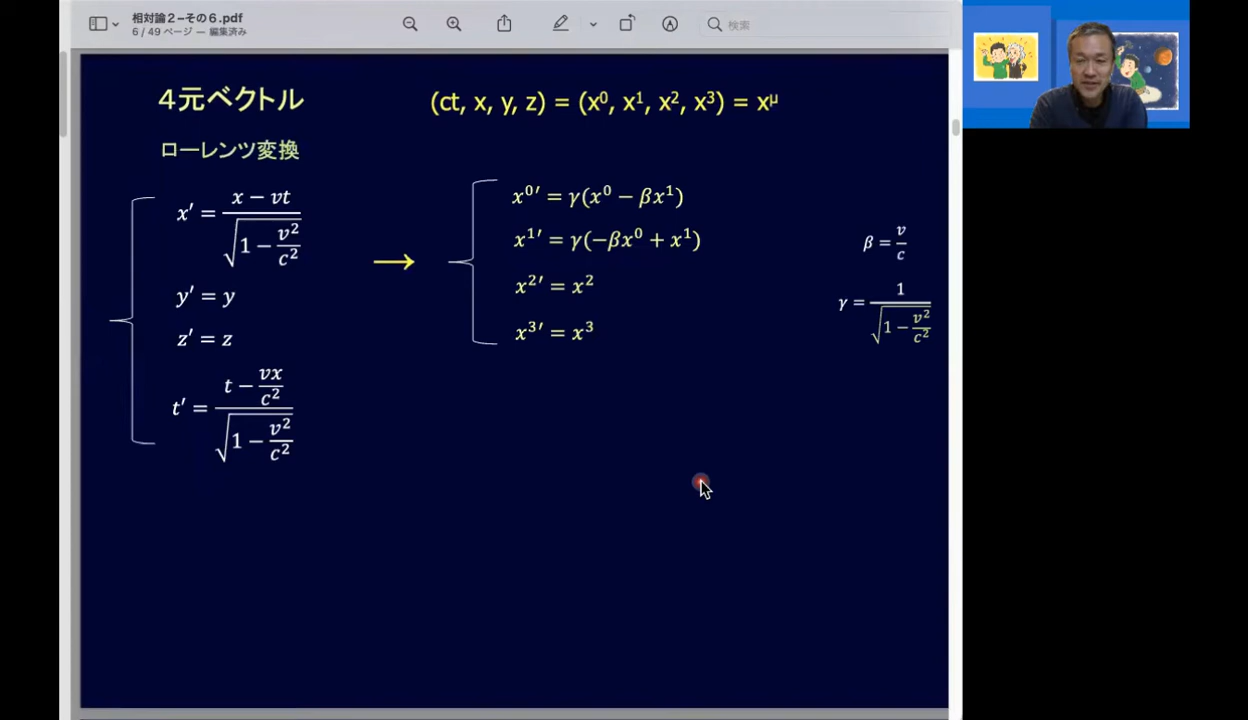 相対論２−その６.pdf
6 / 49 ページ — 編集済み
検索
４元ベクトル
(ct, x, y, z) = (x⁰, x¹, x², x³) = x^μ
ローレンツ変換
x′ = (x − vt) / √(1 − v²/c²)
y′ = y
z′ = z
t′ = (t − vx/c²) / √(1 − v²/c²)
→
x⁰′ = γ(x⁰ − βx¹)
x¹′ = γ(−βx⁰ + x¹)
x²′ = x²
x³′ = x³
β = v/c
γ = 1 / √(1 − v²/c²)